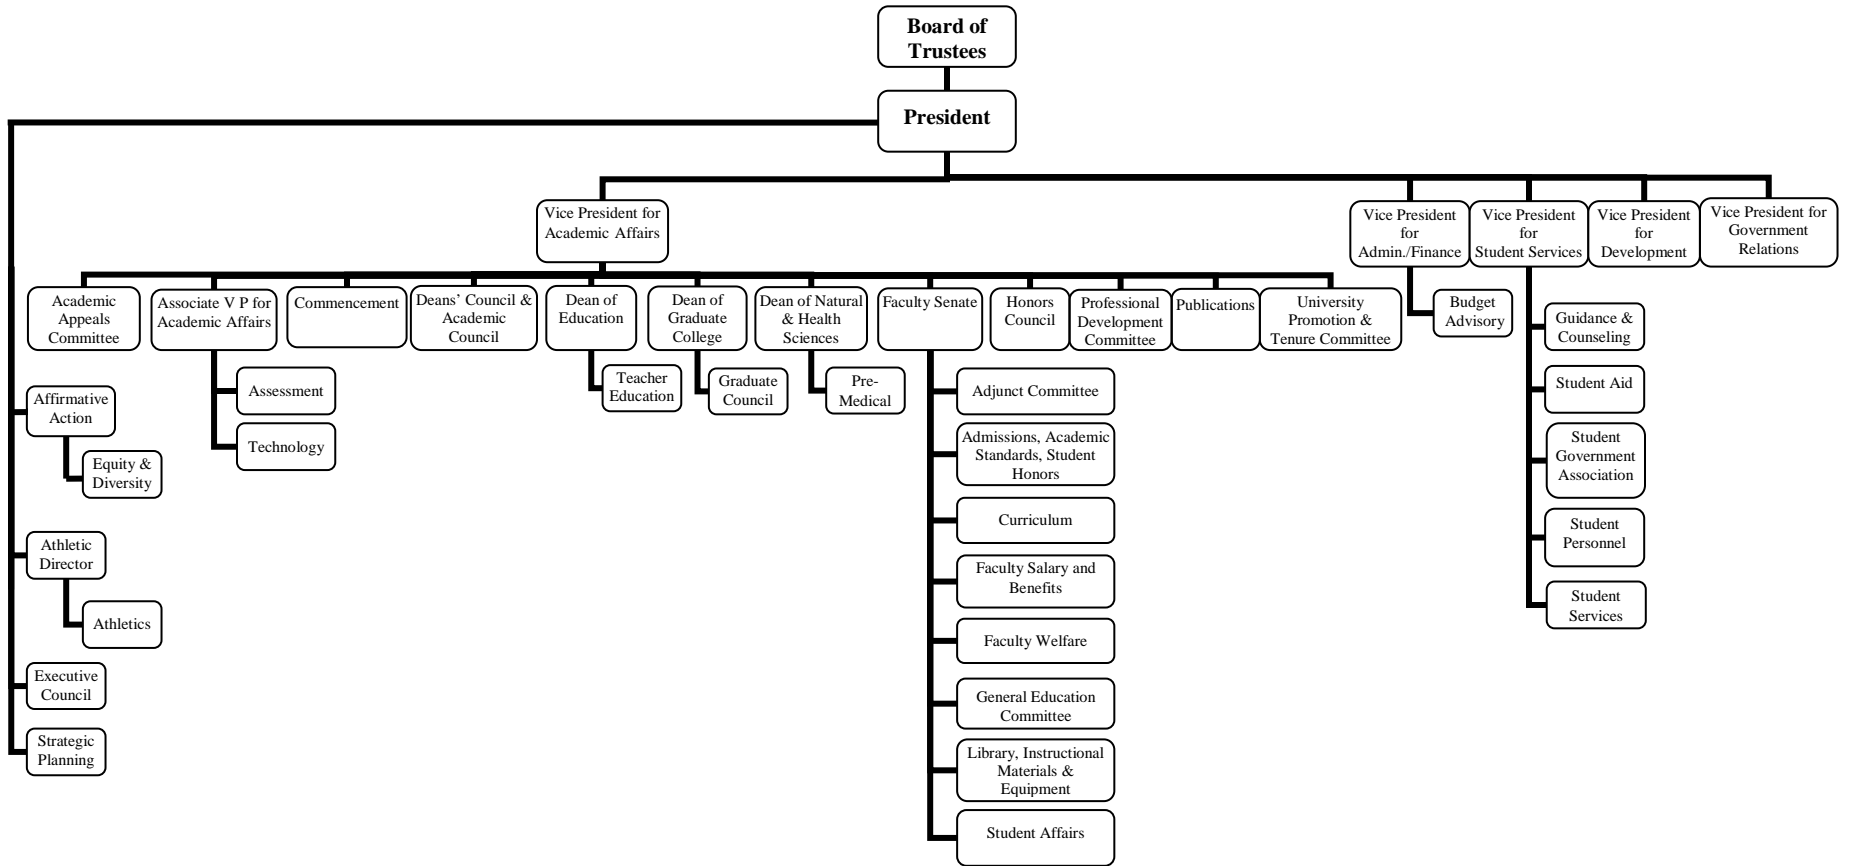 Board of
Trustees
President
Vice President for
Academic Affairs
Vice President
for
Admin./Finance
Vice President
for
Student Services
Vice President
for
Development
Vice President for
Government
Relations
Academic
Appeals
Committee
Associate V P for
Academic Affairs
Commencement
Deans’ Council &
Academic
Council
Dean of
Education
Dean of
Graduate
College
Dean of Natural
& Health
Sciences
Faculty Senate
Honors
Council
Professional
Development
Committee
Publications
University
Promotion &
Tenure Committee
Budget
Advisory
Guidance &
Counseling
Student Aid
Student
Government
Association
Student
Personnel
Student
Services
Affirmative
Action
Equity &
Diversity
Athletic
Director
Athletics
Executive
Council
Strategic
Planning
Assessment
Technology
Teacher
Education
Graduate
Council
Pre-
Medical
Adjunct Committee
Admissions, Academic
Standards, Student
Honors
Curriculum
Faculty Salary and
Benefits
Faculty Welfare
General Education
Committee
Library, Instructional
Materials &
Equipment
Student Affairs